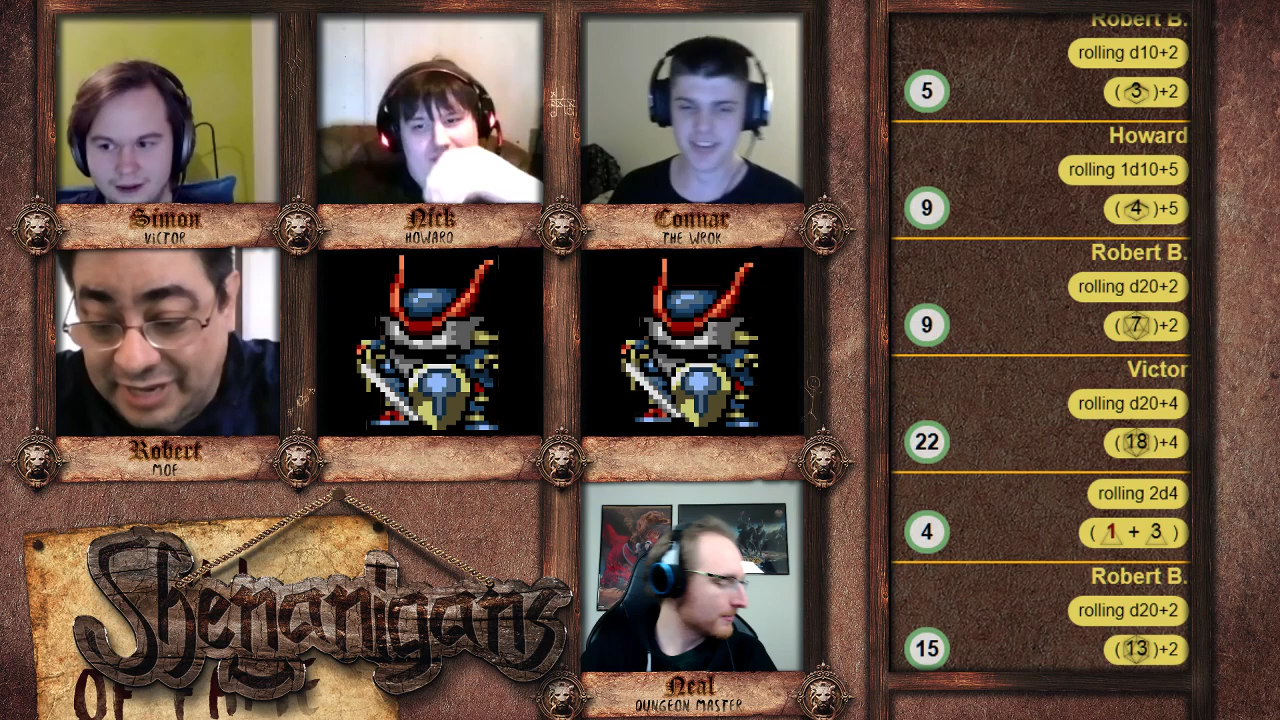 Simon
VICTOR
Nick
HOWARD
Connar
THE WROK
Robert
MOE
Shenanigans
OF
Neal
DUNGEON MASTER
Robert B.
rolling d10+2
5
( 3 )+2
Howard
rolling 1d10+5
9
( 4 )+5
Robert B.
rolling d20+2
9
( 7 )+2
Victor
rolling d20+4
22
( 18 )+4
rolling 2d4
4
( 1 + 3 )
Robert B.
rolling d20+2
15
( 13 )+2